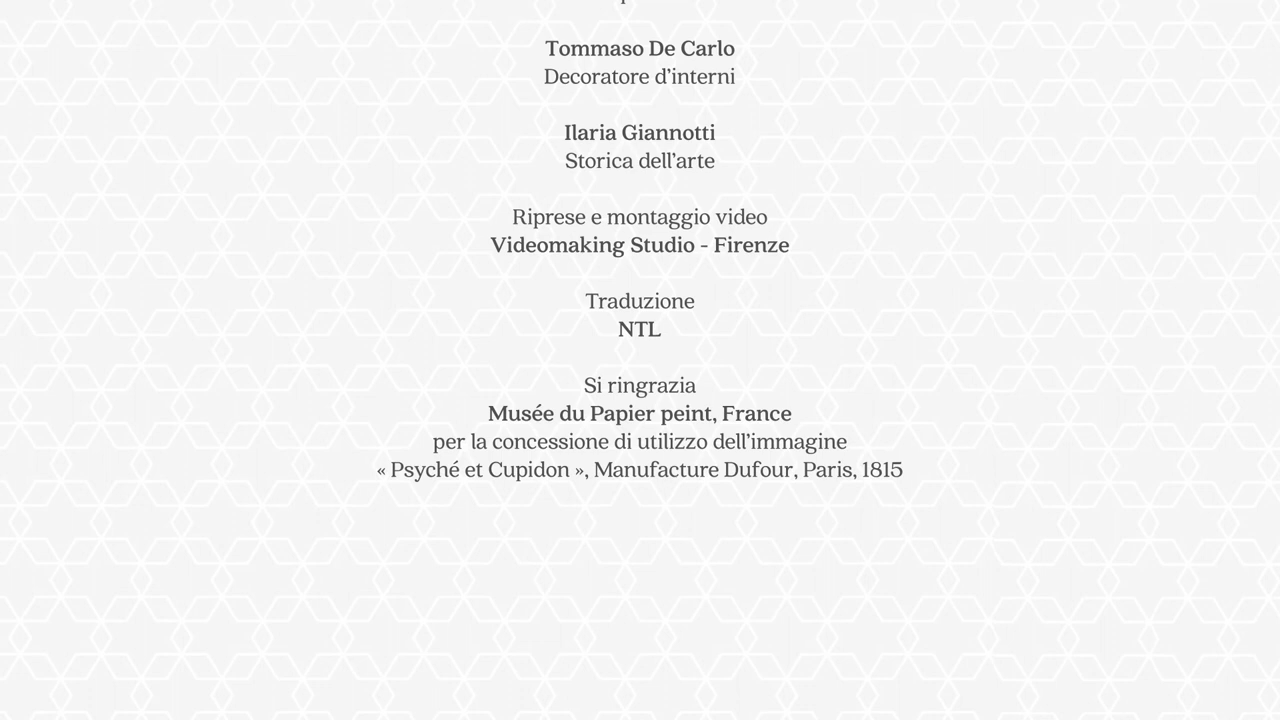 Tommaso De Carlo
Decoratore d’interni
Ilaria Giannotti
Storica dell’arte
Riprese e montaggio video
Videomaking Studio - Firenze
Traduzione
NTL
Si ringrazia
Musée du Papier peint, France
per la concessione di utilizzo dell’immagine
« Psyché et Cupidon », Manufacture Dufour, Paris, 1815